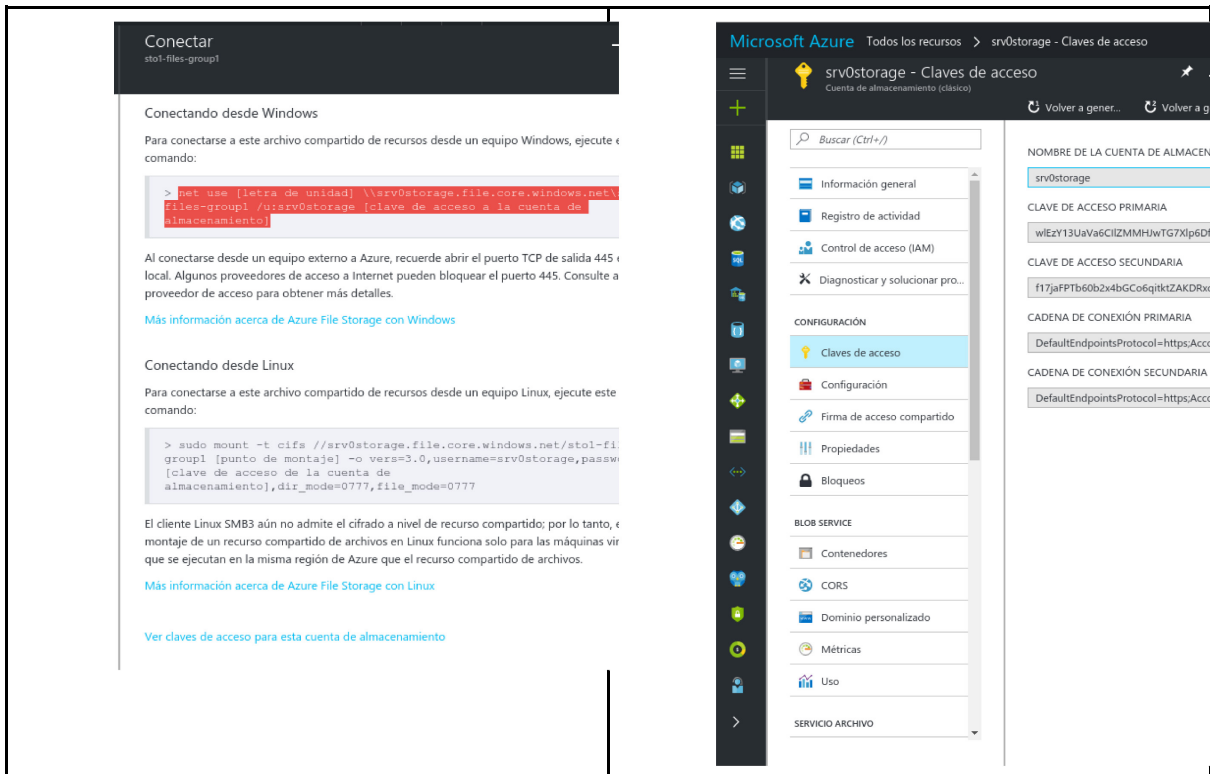 Conectar
sto1-files-group1
Conectando desde Windows
Para conectarse a este archivo compartido de recursos desde un equipo Windows, ejecute e
comando:
> net use [letra de unidad] \\srv0storage.file.core.windows.net\
files-group1 /u:srv0storage [clave de acceso a la cuenta de
almacenamiento]
Al conectarse desde un equipo externo a Azure, recuerde abrir el puerto TCP de salida 445
local. Algunos proveedores de acceso a Internet pueden bloquear el puerto 445. Consulte a
proveedor de acceso para obtener más detalles.
Más información acerca de Azure File Storage con Windows
Conectando desde Linux
Para conectarse a este archivo compartido de recursos desde un equipo Linux, ejecute este
comando:
> sudo mount -t cifs //srv0storage.file.core.windows.net/sto1-fi
group1 [punto de montaje] -o vers=3.0,username=srv0storage,passw
[clave de acceso de la cuenta de
almacenamiento],dir_mode=0777,file_mode=0777
El cliente Linux SMB3 aún no admite el cifrado a nivel de recurso compartido; por lo tanto, e
montaje de un recurso compartido de archivos en Linux funciona solo para las máquinas vir
que se ejecutan en la misma región de Azure que el recurso compartido de archivos.
Más información acerca de Azure File Storage con Linux
Ver claves de acceso para esta cuenta de almacenamiento
Microsoft Azure Todos los recursos > srv0storage - Claves de acceso
srv0storage - Claves de acceso
Cuenta de almacenamiento (clásico)
Volver a gener... Volver a g
Buscar (Ctrl+/)
Información general
Registro de actividad
Control de acceso (IAM)
Diagnosticar y solucionar pro...
CONFIGURACIÓN
Claves de acceso
Configuración
Firma de acceso compartido
Propiedades
Bloqueos
BLOB SERVICE
Contenedores
CORS
Dominio personalizado
Métricas
Uso
SERVICIO ARCHIVO
NOMBRE DE LA CUENTA DE ALMACEN
srv0storage
CLAVE DE ACCESO PRIMARIA
CLAVE DE ACCESO SECUNDARIA
CADENA DE CONEXIÓN PRIMARIA
DefaultEndpointsProtocol=https;Acco
CADENA DE CONEXIÓN SECUNDARIA
DefaultEndpointsProtocol=https;Acco